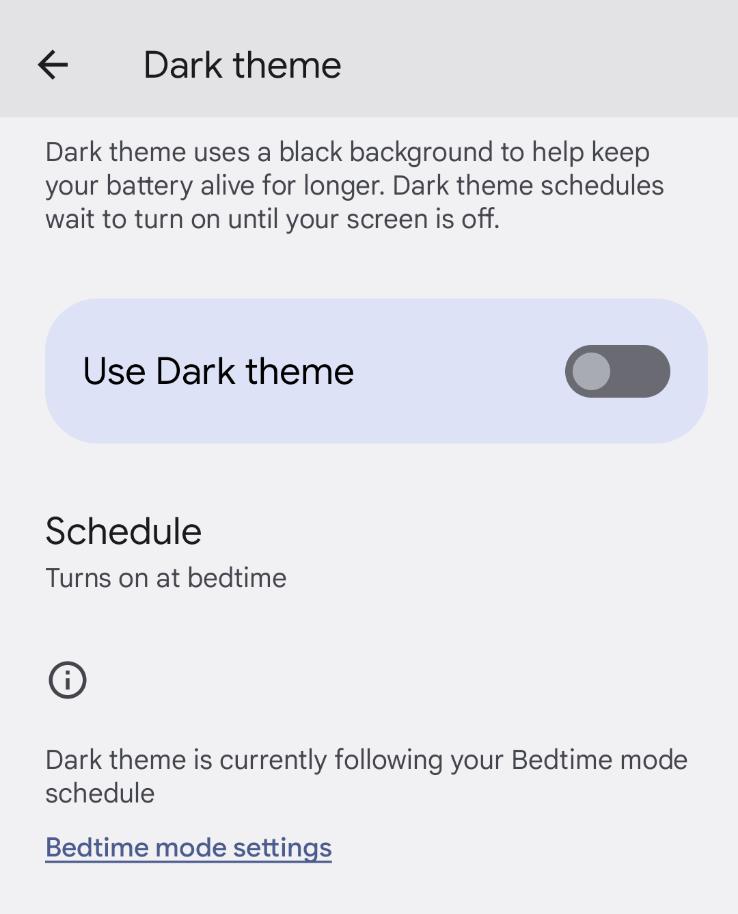 Dark theme
Dark theme uses a black background to help keep
your battery alive for longer. Dark theme schedules
wait to turn on until your screen is off.
Use Dark theme
Schedule
Turns on at bedtime
Dark theme is currently following your Bedtime mode
schedule
Bedtime mode settings